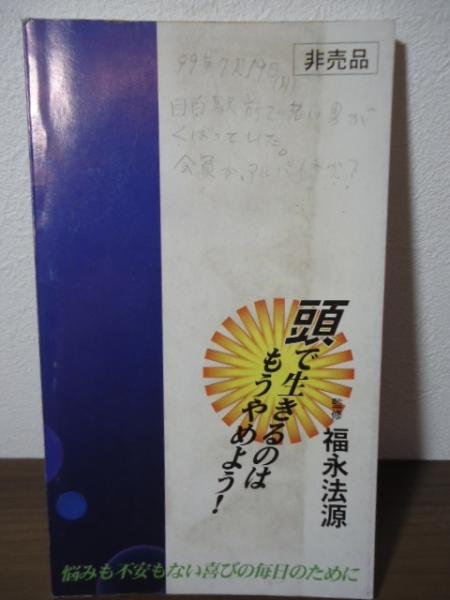 非売品
99年7月19日(月)
目白駅前で若い男が
くばっていた。
会員か、アルバイトか?
頭で生きるのは
もうやめよう!
監修 福永法源
悩みも不安もない喜びの毎日のために